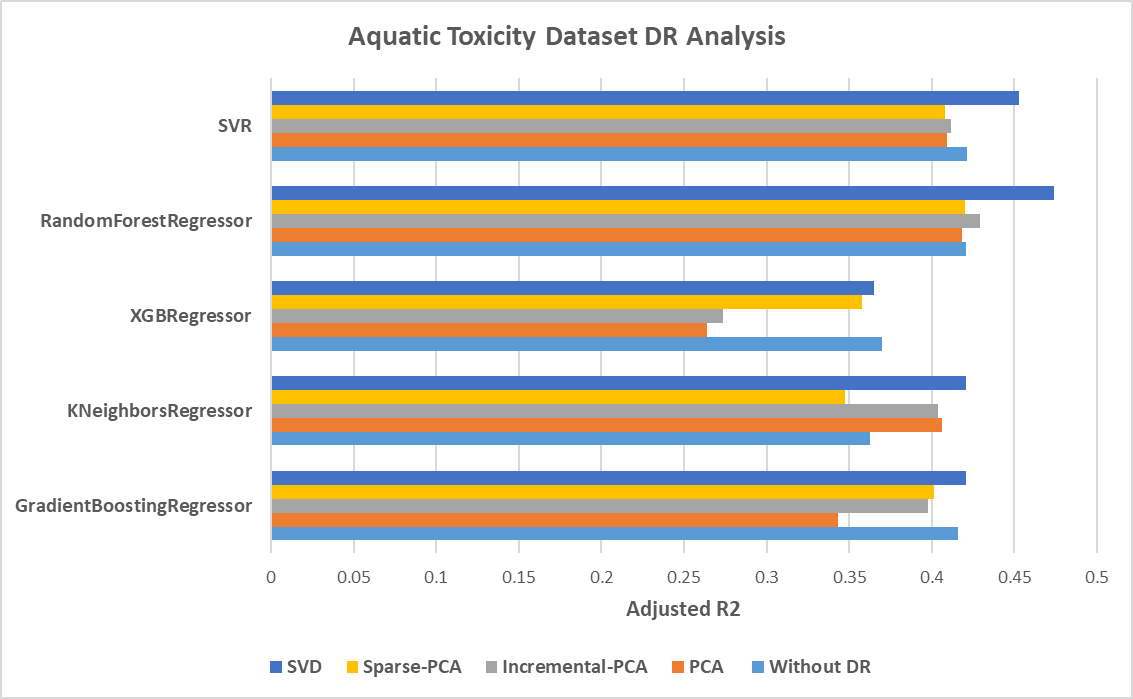 Aquatic Toxicity Dataset DR Analysis
SVR
RandomForestRegressor
XGBRegressor
KNeighborsRegressor
GradientBoostingRegressor
0 0.05 0.1 0.15 0.2 0.25 0.3 0.35 0.4 0.45 0.5
Adjusted R2
SVD Sparse-PCA Incremental-PCA PCA Without DR